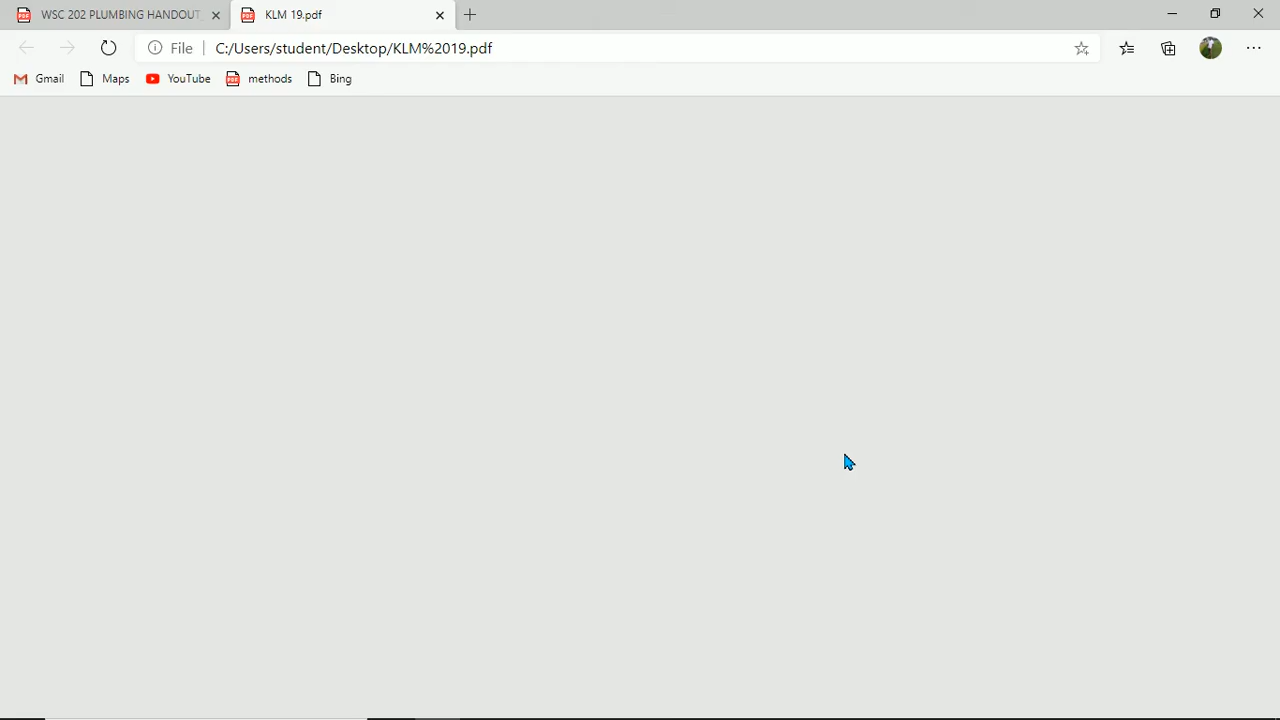 WSC 202 PLUMBING HANDOUT
KLM 19.pdf
File
C:/Users/student/Desktop/KLM%2019.pdf
Gmail
Maps
YouTube
methods
Bing